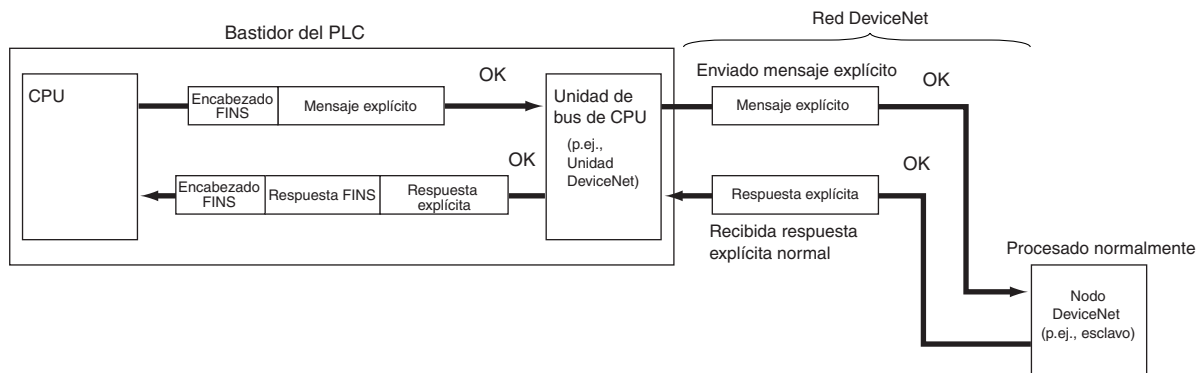 Red DeviceNet
Bastidor del PLC
CPU
Encabezado
FINS
Mensaje explícito
OK
Unidad de
bus de CPU
(p.ej.,
Unidad
DeviceNet)
Enviado mensaje explícito
Mensaje explícito
OK
Encabezado
FINS
Respuesta FINS
Respuesta
explícita
OK
Respuesta explícita
OK
Recibida respuesta
explícita normal
Procesado normalmente
Nodo
DeviceNet
(p.ej., esclavo)